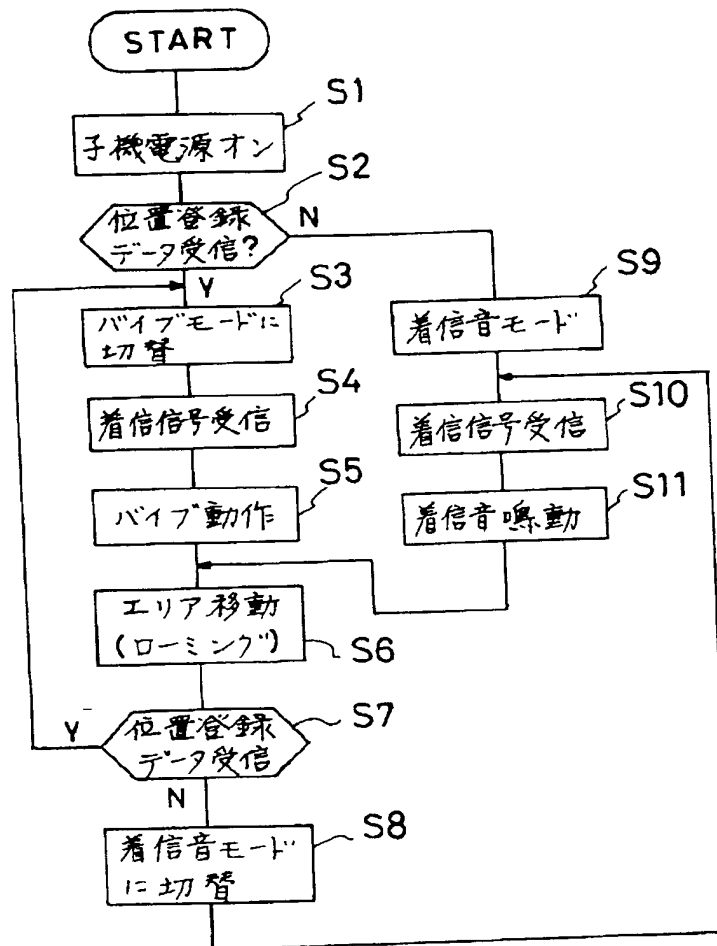 START
S1
子機電源オン
S2
位置登録
データ受信?
N
Y
S3
バイブモードに
切替
S4
着信信号受信
S5
バイブ動作
S9
着信音モード
S10
着信信号受信
S11
着信音鳴動
エリア移動
(ローミング)
S6
S7
位置登録
データ受信
Y
N
S8
着信音モード
に切替